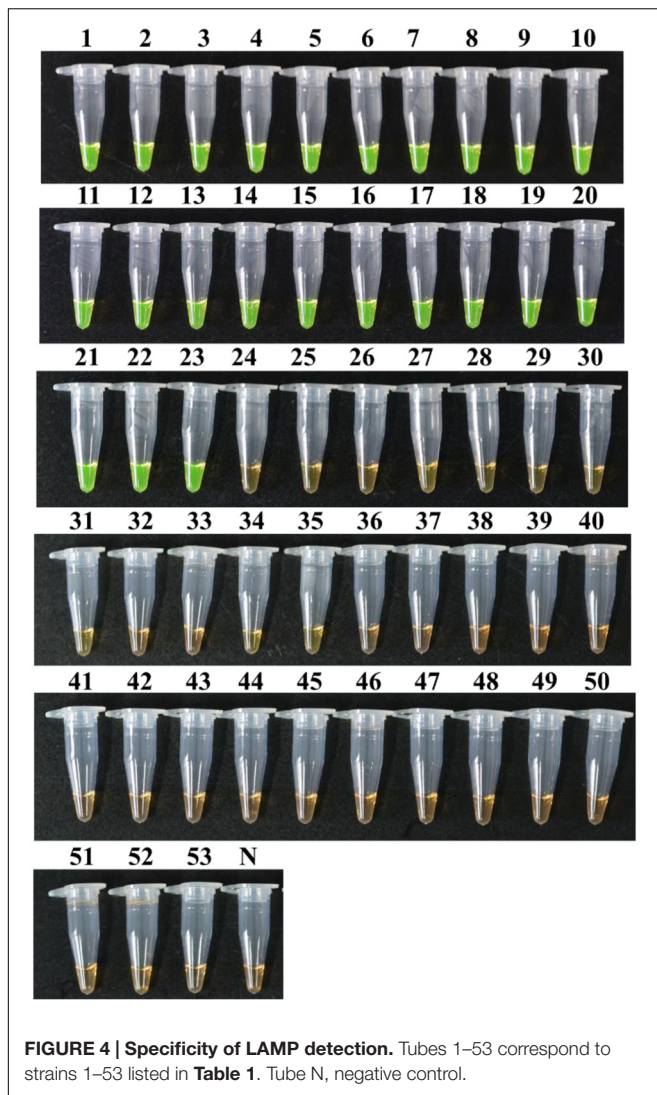 1 2 3 4 5 6 7 8 9 10
11 12 13 14 15 16 17 18 19 20
21 22 23 24 25 26 27 28 29 30
31 32 33 34 35 36 37 38 39 40
41 42 43 44 45 46 47 48 49 50
51 52 53 N
FIGURE 4 | Specificity of LAMP detection. Tubes 1–53 correspond to
strains 1–53 listed in Table 1. Tube N, negative control.